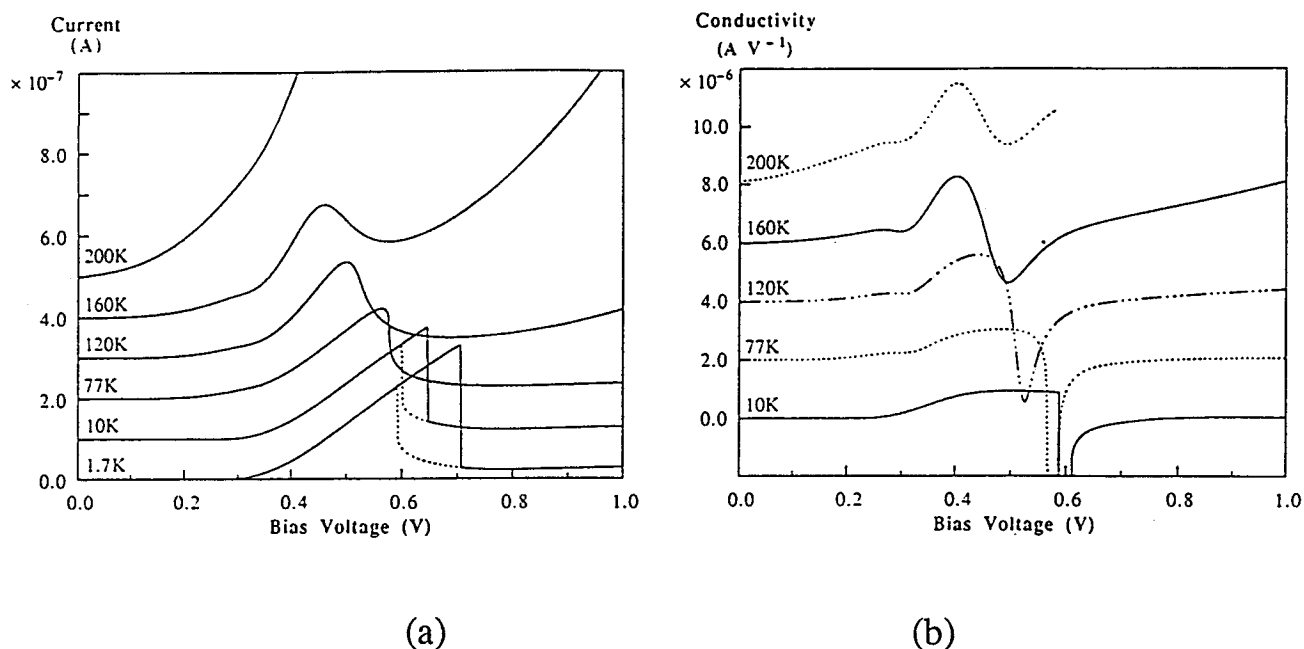 Current
(A)
× 10⁻⁷
8.0
6.0
4.0
2.0
0.0
200K
160K
120K
77K
10K
1.7K
0.0 0.2 0.4 0.6 0.8 1.0
Bias Voltage (V)
(a)
Conductivity
(A V⁻¹)
× 10⁻⁶
10.0
8.0
6.0
4.0
2.0
0.0
200K
160K
120K
77K
10K
0.0 0.2 0.4 0.6 0.8 1.0
Bias Voltage (V)
(b)